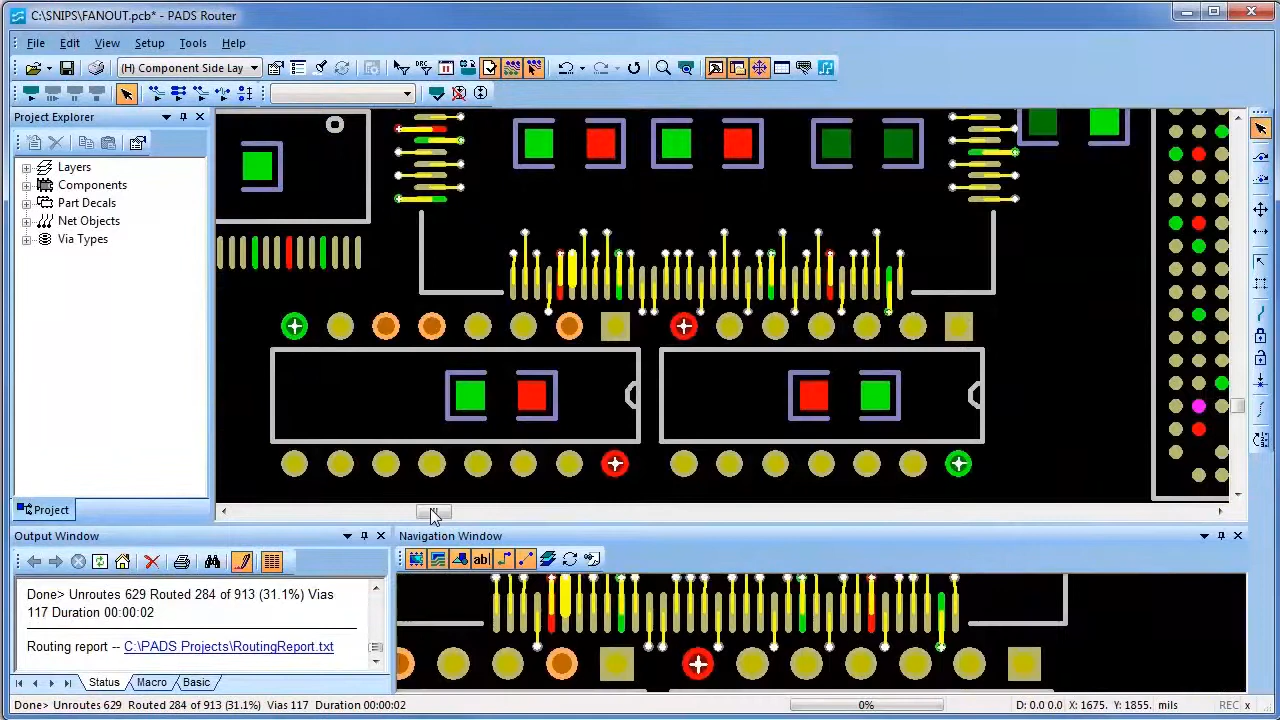 C:\SNIPS\FANOUT.pcb* - PADS Router
File Edit View Setup Tools Help
(H) Component Side Lay
Project Explorer
Layers
Components
Part Decals
Net Objects
Via Types
Project
Output Window
Navigation Window
ab|
Done> Unroutes 629 Routed 284 of 913 (31.1%) Vias
117 Duration 00:00:02
Routing report -- C:\PADS Projects\RoutingReport.txt
Status Macro Basic
Done> Unroutes 629 Routed 284 of 913 (31.1%) Vias 117 Duration 00:00:02 0% D: 0.0 0.0 X: 1675. Y: 1855. mils REC x